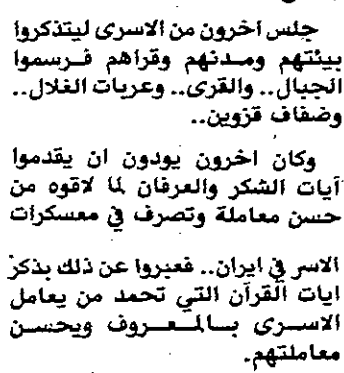 جلس اخرون من الاسرى ليتذكروا
بيئتهم ومدنهم وقراهم فرسموا
الجبال.. والقرى.. وعربات الغلال..
وضفاف قزوين..
وكان اخرون يودون ان يقدموا
آيات الشكر والعرفان لما لاقوه من
حسن معاملة وتصرف في معسكرات
الاسر في ايران.. فعبروا عن ذلك بذكر
ايات القرآن التي تحمد من يعامل
الاسرى بالمعروف ويحسن
معاملتهم.